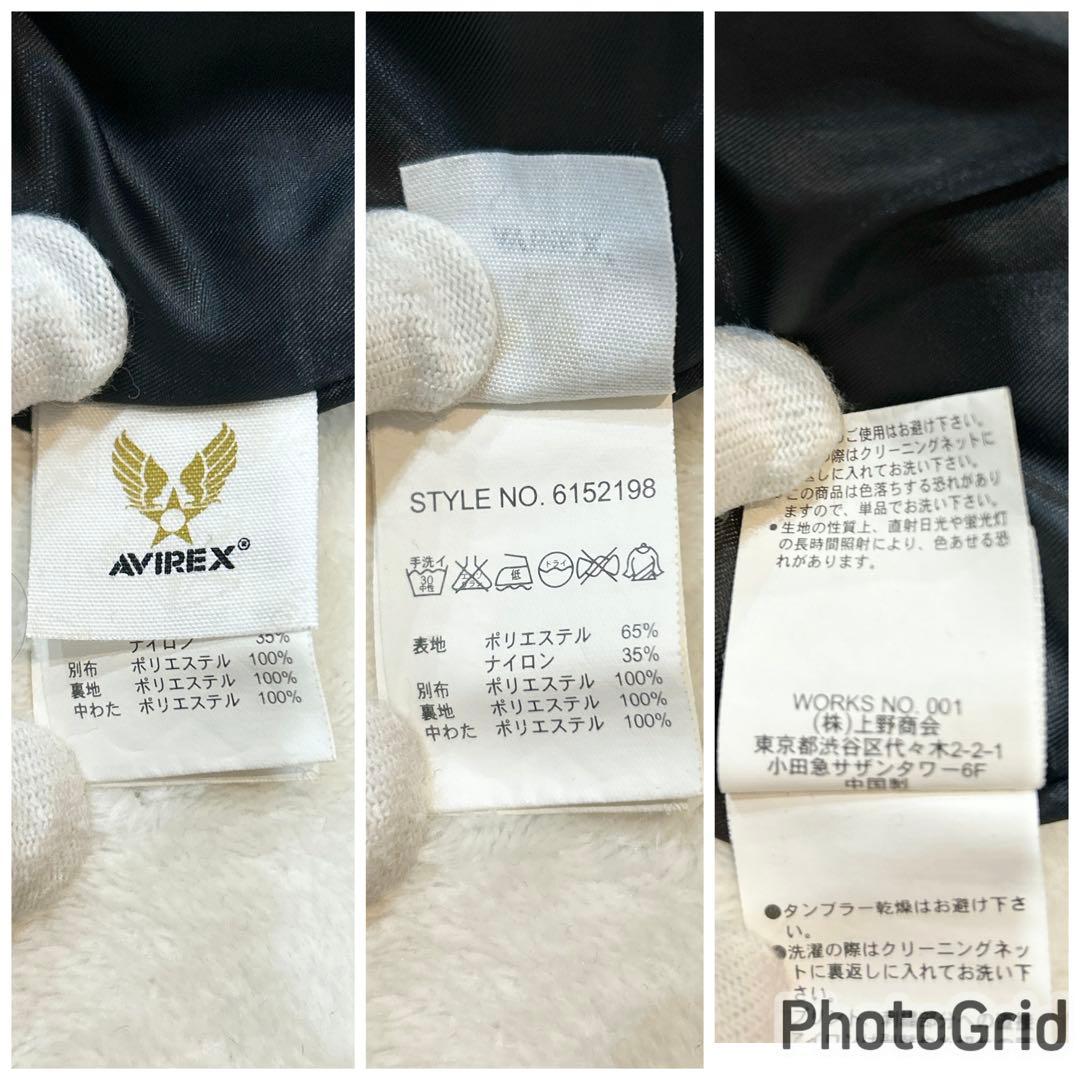 AVIREX®
ナイロン 35%
別布 ポリエステル 100%
裏地 ポリエステル 100%
中わた ポリエステル 100%
STYLE NO. 6152198
手洗イ
30
中性
エンソ
サラシ
低
ドライ
表地 ポリエステル 65%
ナイロン 35%
別布 ポリエステル 100%
裏地 ポリエステル 100%
中わた ポリエステル 100%
ご使用はお避け下さい。
の際はクリーニングネットに
返しに入れてお洗い下さい。
この商品は色落ちする恐れがあり
ますので、単品でお洗い下さい。
●生地の性質上、直射日光や蛍光灯
の長時間照射により、色あせる恐
れがあります。
WORKS NO. 001
(株)上野商会
東京都渋谷区代々木2-2-1
小田急サザンタワー6F
中国製
●タンブラー乾燥はお避け下さ
い。
●洗濯の際はクリーニングネッ
トに裏返しに入れてお洗い下
さい。
PhotoGrid